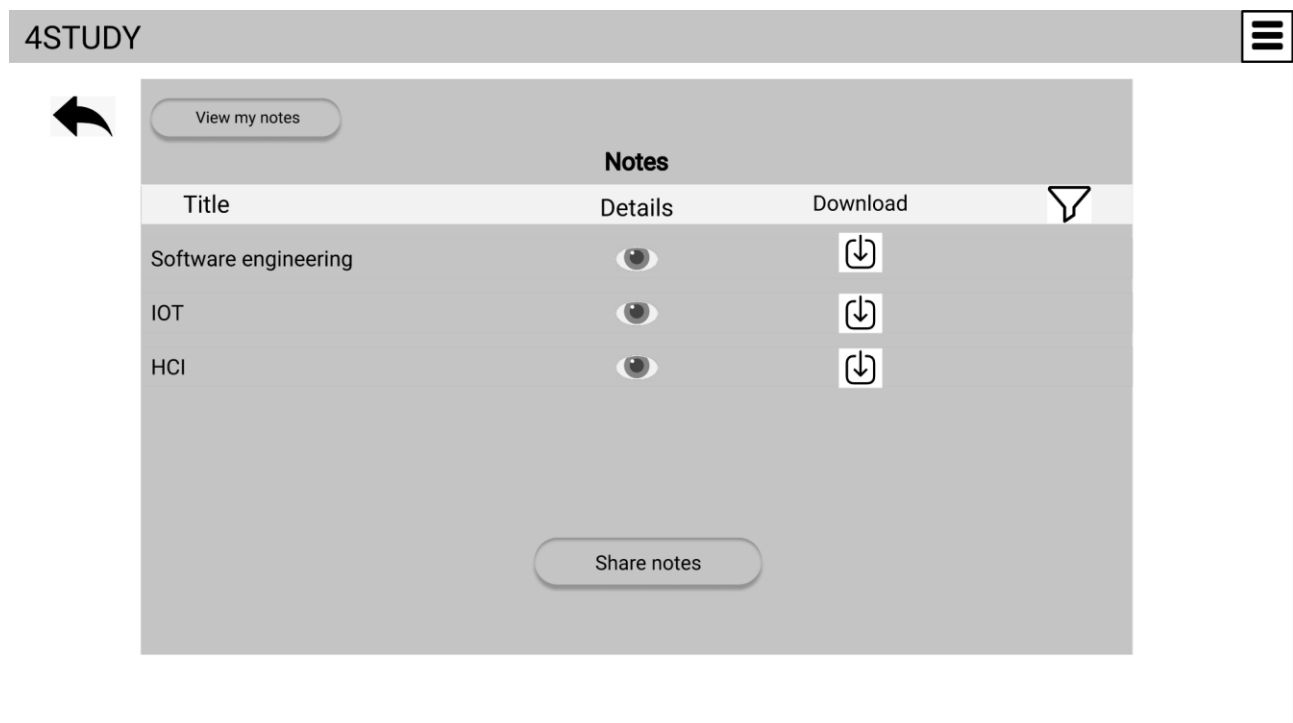 4STUDY
View my notes
Notes
Title Details Download
Software engineering
IOT
HCI
Share notes